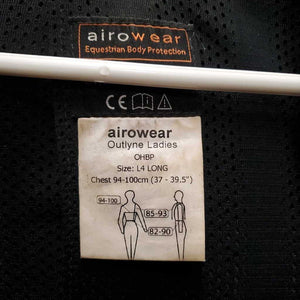 airowear
Equestrian Body Protection
CE
airowear
Outlyne Ladies
OHBP
Size: L4 LONG
Chest 94-100cm (37 - 39.5")
94-100
85-93
82-90